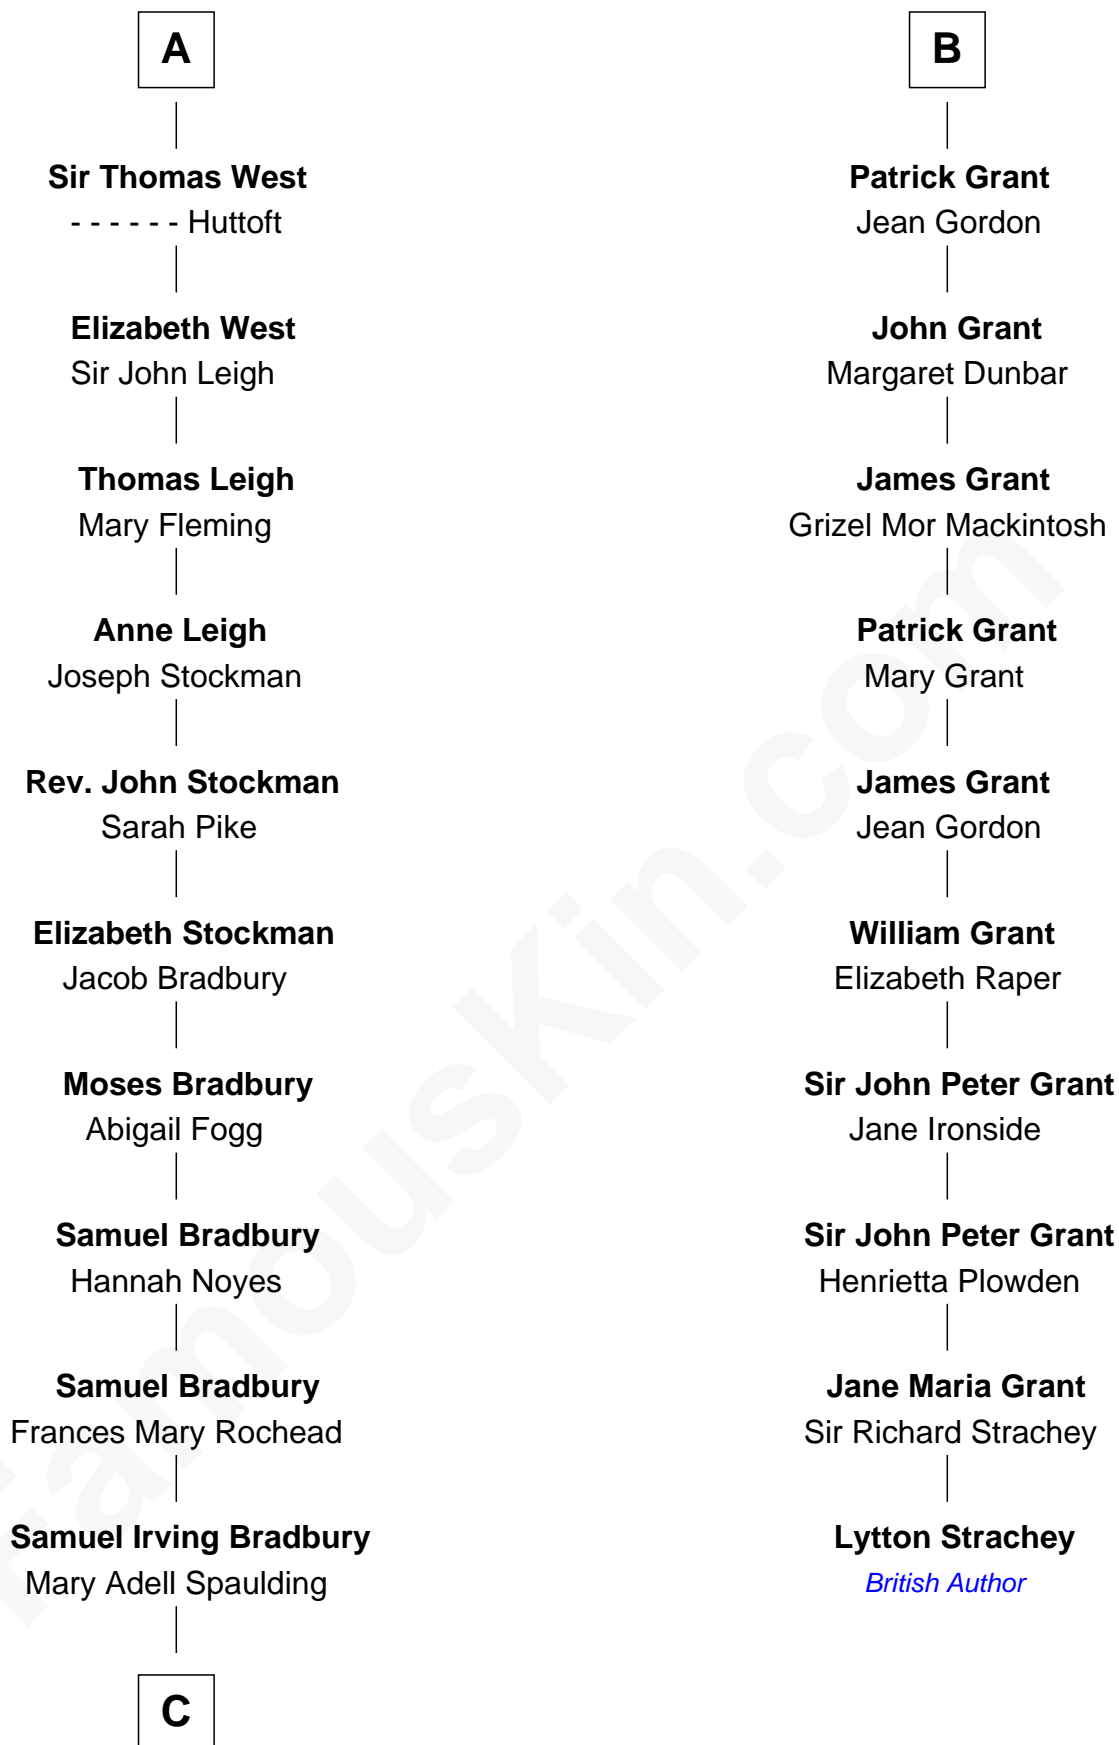 A
Sir Thomas West
- - - - - - Huttoft
Elizabeth West
Sir John Leigh
Thomas Leigh
Mary Fleming
Anne Leigh
Joseph Stockman
Rev. John Stockman
Sarah Pike
Elizabeth Stockman
Jacob Bradbury
Moses Bradbury
Abigail Fogg
Samuel Bradbury
Hannah Noyes
Samuel Bradbury
Frances Mary Rochead
Samuel Irving Bradbury
Mary Adell Spaulding
C
B
Patrick Grant
Jean Gordon
John Grant
Margaret Dunbar
James Grant
Grizel Mor Mackintosh
Patrick Grant
Mary Grant
James Grant
Jean Gordon
William Grant
Elizabeth Raper
Sir John Peter Grant
Jane Ironside
Sir John Peter Grant
Henrietta Plowden
Jane Maria Grant
Sir Richard Strachey
Lytton Strachey
British Author
FamousKin.com